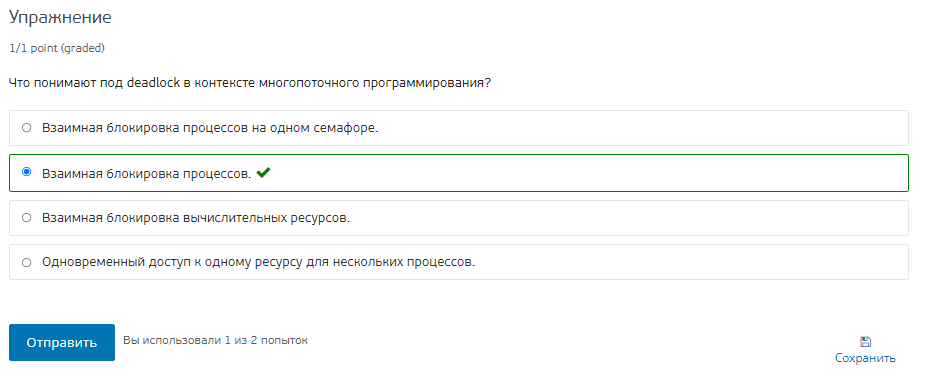 Упражнение
1/1 point (graded)
Что понимают под deadlock в контексте многопоточного программирования?
Взаимная блокировка процессов на одном семафоре.
Взаимная блокировка процессов.
Взаимная блокировка вычислительных ресурсов.
Одновременный доступ к одному ресурсу для нескольких процессов.
Отправить
Вы использовали 1 из 2 попыток
Сохранить